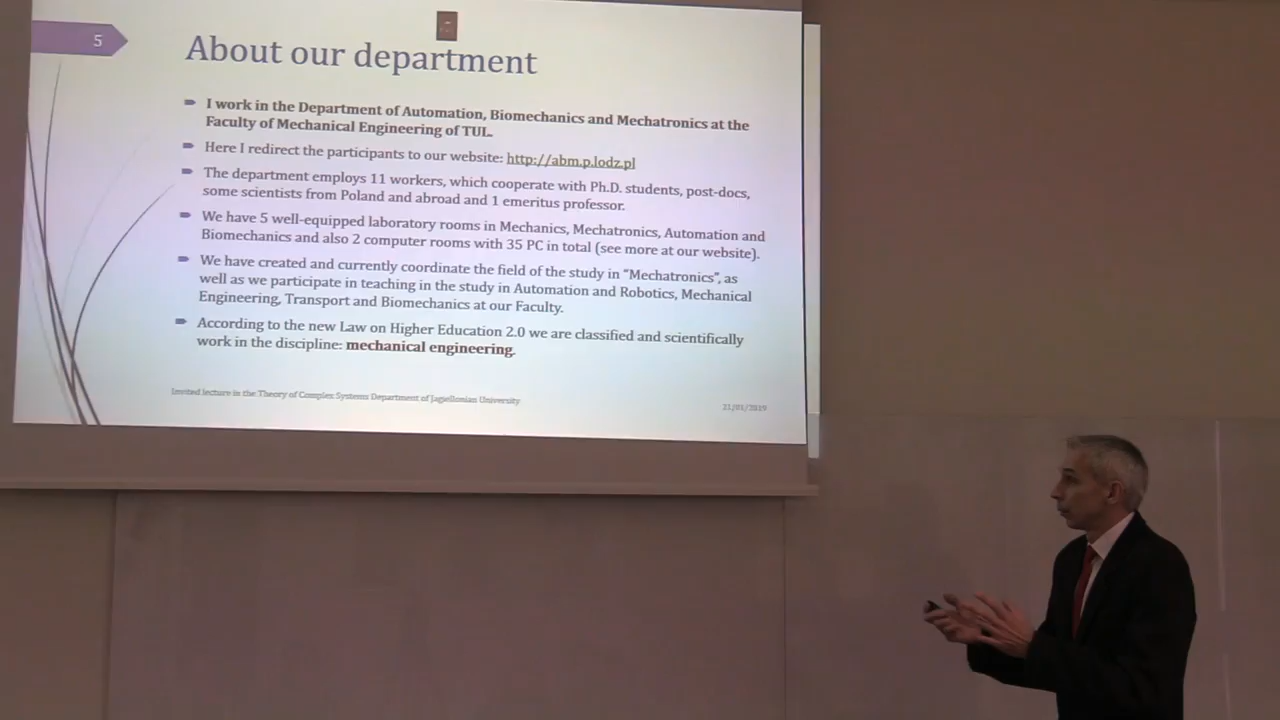 5
About our department
I work in the Department of Automation, Biomechanics and Mechatronics at the
Faculty of Mechanical Engineering of TUL.
Here I redirect the participants to our website: http://abm.p.lodz.pl
The department employs 11 workers, which cooperate with Ph.D. students, post-docs,
some scientists from Poland and abroad and 1 emeritus professor.
We have 5 well-equipped laboratory rooms in Mechanics, Mechatronics, Automation and
Biomechanics and also 2 computer rooms with 35 PC in total (see more at our website).
We have created and currently coordinate the field of the study in “Mechatronics”, as
well as we participate in teaching in the study in Automation and Robotics, Mechanical
Engineering, Transport and Biomechanics at our Faculty.
According to the new Law on Higher Education 2.0 we are classified and scientifically
work in the discipline: mechanical engineering.
Invited lecture in the Theory of Complex Systems Department of Jagiellonian University
31/01/2019